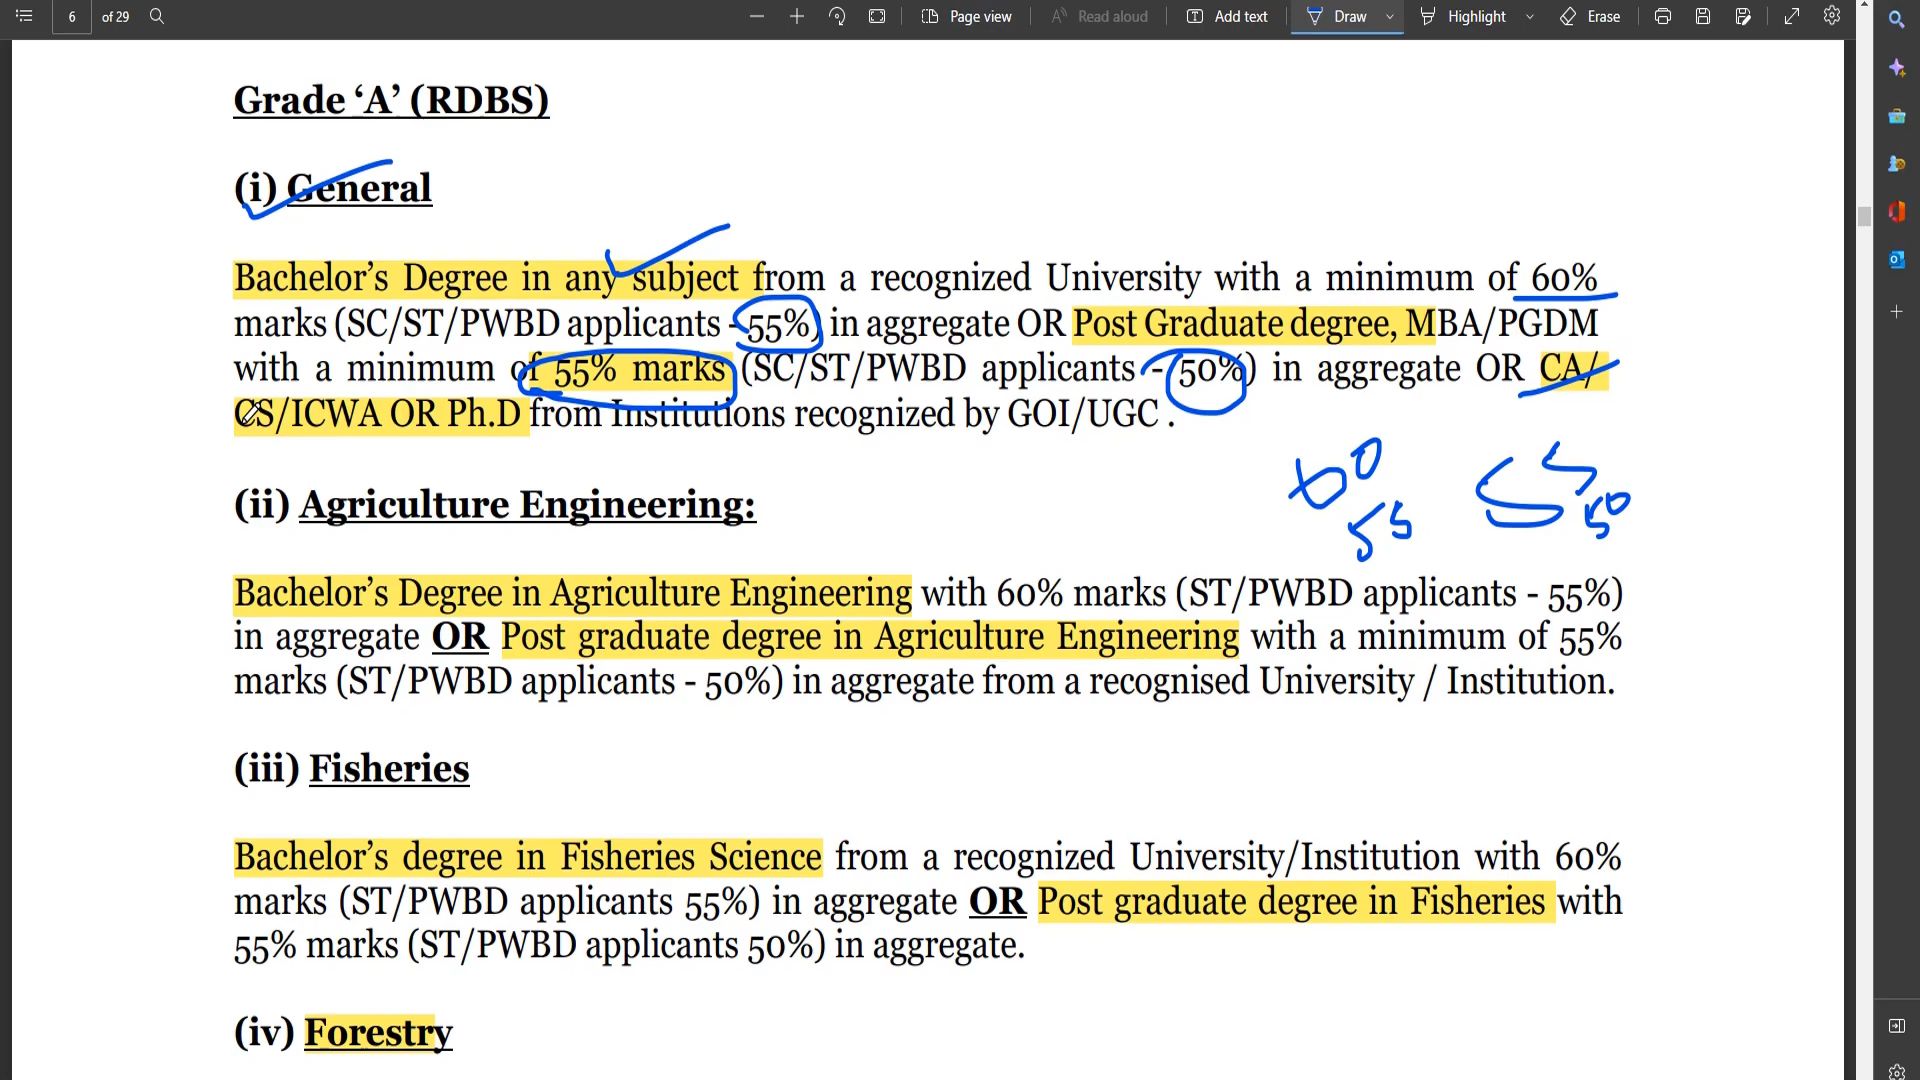 6 of 29 Page view Read aloud Add text Draw Highlight Erase
Grade ‘A’ (RDBS)
(i) General
Bachelor’s Degree in any subject from a recognized University with a minimum of 60%
marks (SC/ST/PWBD applicants - 55%) in aggregate OR Post Graduate degree, MBA/PGDM
with a minimum of 55% marks (SC/ST/PWBD applicants - 50%) in aggregate OR CA/
CS/ICWA OR Ph.D from Institutions recognized by GOI/UGC .
60 55
55 50
(ii) Agriculture Engineering:
Bachelor’s Degree in Agriculture Engineering with 60% marks (ST/PWBD applicants - 55%)
in aggregate OR Post graduate degree in Agriculture Engineering with a minimum of 55%
marks (ST/PWBD applicants - 50%) in aggregate from a recognised University / Institution.
(iii) Fisheries
Bachelor’s degree in Fisheries Science from a recognized University/Institution with 60%
marks (ST/PWBD applicants 55%) in aggregate OR Post graduate degree in Fisheries with
55% marks (ST/PWBD applicants 50%) in aggregate.
(iv) Forestry